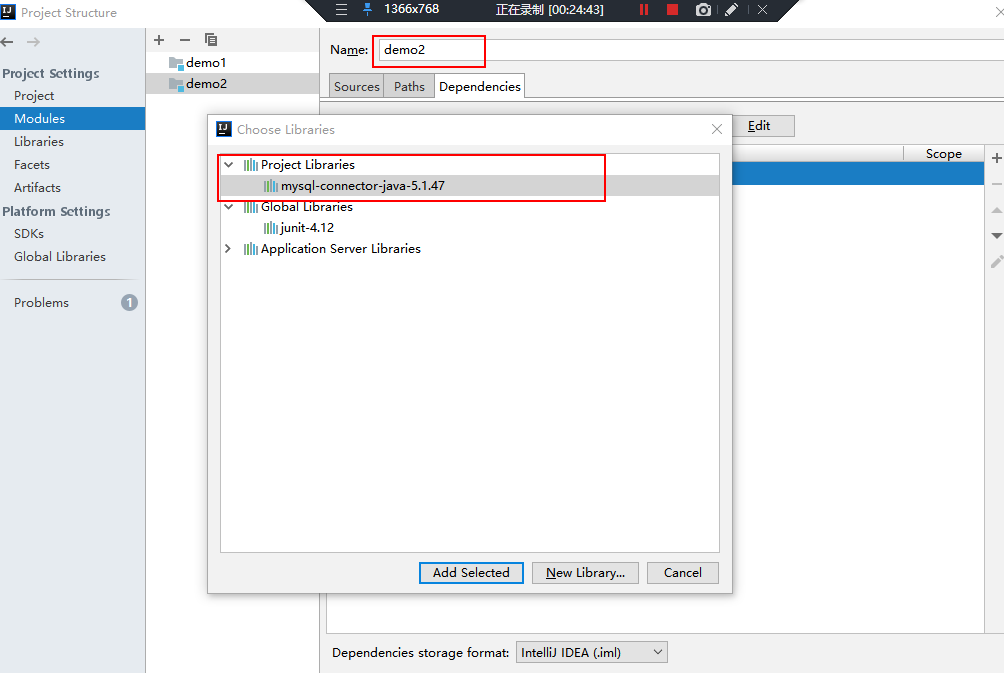 Project Structure
1366x768
正在录制 [00:24:43]
Project Settings
Project
Modules
Libraries
Facets
Artifacts
Platform Settings
SDKs
Global Libraries
Problems
1
demo1
demo2
Name: demo2
Sources
Paths
Dependencies
Edit
Scope
Choose Libraries
Project Libraries
mysql-connector-java-5.1.47
Global Libraries
junit-4.12
Application Server Libraries
Add Selected
New Library...
Cancel
Dependencies storage format: IntelliJ IDEA (.iml)